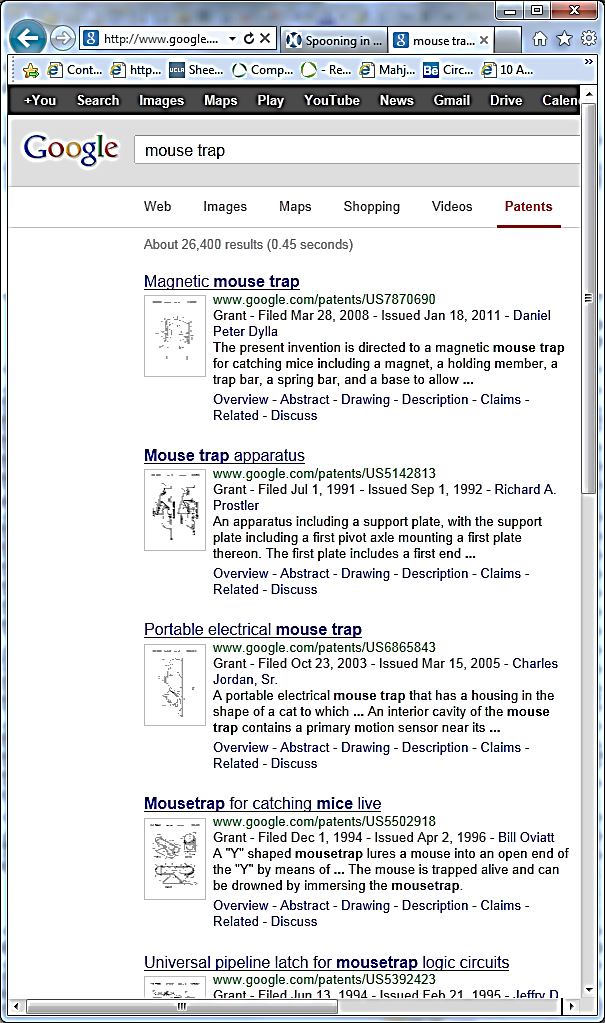 http://www.google.... Spooning in ... mouse tra...
Cont... http... UCLA Shee... Comp... - Re... Mahj... Bē Circ... 10 A... »
+You Search Images Maps Play YouTube News Gmail Drive Calen
Google mouse trap
Web Images Maps Shopping Videos Patents
About 26,400 results (0.45 seconds)
Magnetic mouse trap
www.google.com/patents/US7870690
Grant - Filed Mar 28, 2008 - Issued Jan 18, 2011 - Daniel
Peter Dylla
The present invention is directed to a magnetic mouse trap
for catching mice including a magnet, a holding member, a
trap bar, a spring bar, and a base to allow ...
Overview - Abstract - Drawing - Description - Claims -
Related - Discuss
Mouse trap apparatus
www.google.com/patents/US5142813
Grant - Filed Jul 1, 1991 - Issued Sep 1, 1992 - Richard A.
Prostler
An apparatus including a support plate, with the support
plate including a first pivot axle mounting a first plate
thereon. The first plate includes a first end ...
Overview - Abstract - Drawing - Description - Claims -
Related - Discuss
Portable electrical mouse trap
www.google.com/patents/US6865843
Grant - Filed Oct 23, 2003 - Issued Mar 15, 2005 - Charles
Jordan, Sr.
A portable electrical mouse trap that has a housing in the
shape of a cat to which ... An interior cavity of the mouse
trap contains a primary motion sensor near its ...
Overview - Abstract - Drawing - Description - Claims -
Related - Discuss
Mousetrap for catching mice live
www.google.com/patents/US5502918
Grant - Filed Dec 1, 1994 - Issued Apr 2, 1996 - Bill Oviatt
A "Y" shaped mousetrap lures a mouse into an open end of
the "Y" by means of ... The mouse is trapped alive and can
be drowned by immersing the mousetrap.
Overview - Abstract - Drawing - Description - Claims -
Related - Discuss
Universal pipeline latch for mousetrap logic circuits
www.google.com/patents/US5392423
Grant - Filed Jun 13, 1994 - Issued Feb 21, 1995 - Jeffry D